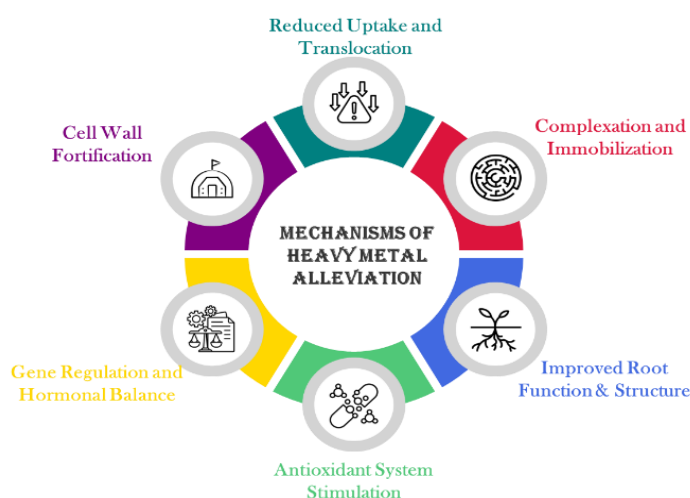 Reduced Uptake and
Translocation
Complexation and
Immobilization
Improved Root
Function & Structure
Antioxidant System
Stimulation
Gene Regulation and
Hormonal Balance
Cell Wall
Fortification
MECHANISMS OF
HEAVY METAL
ALLEVIATION